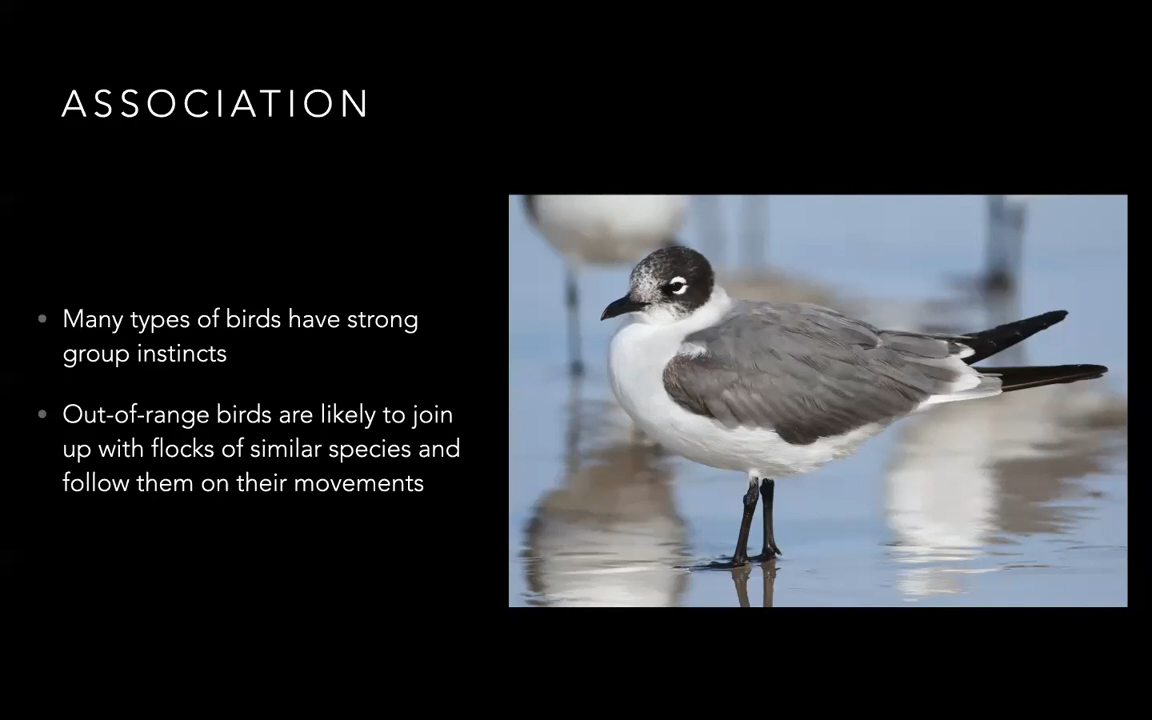 ASSOCIATION
• Many types of birds have strong
group instincts
• Out-of-range birds are likely to join
up with flocks of similar species and
follow them on their movements